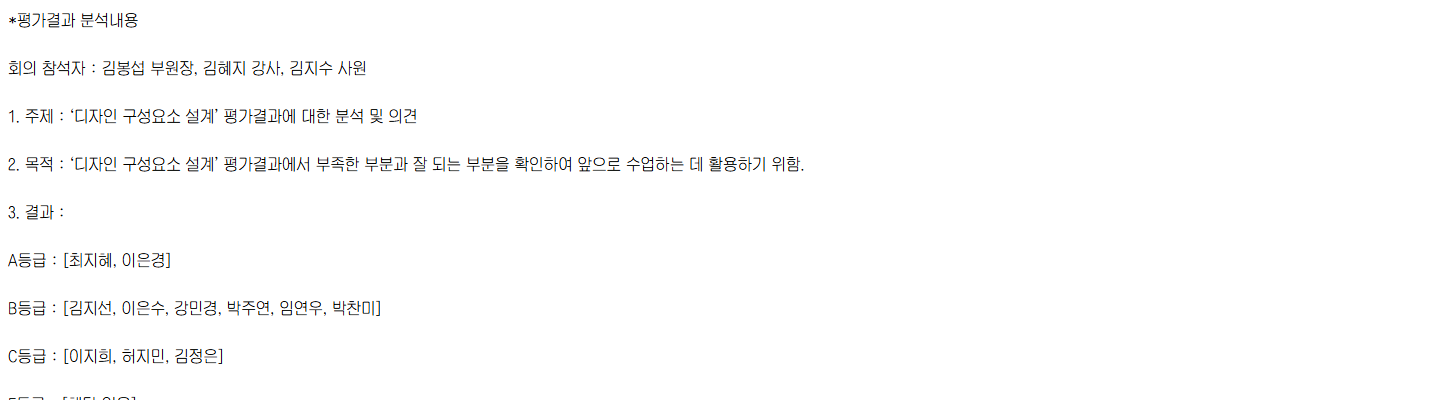 *평가결과 분석내용
회의 참석자 : 김봉섭 부원장, 김혜지 강사, 김지수 사원
1. 주제 : ‘디자인 구성요소 설계’ 평가결과에 대한 분석 및 의견
2. 목적 : ‘디자인 구성요소 설계’ 평가결과에서 부족한 부분과 잘 되는 부분을 확인하여 앞으로 수업하는 데 활용하기 위함.
3. 결과 :
A등급 : [최지혜, 이은경]
B등급 : [김지선, 이은수, 강민경, 박주연, 임연우, 박찬미]
C등급 : [이지희, 허지민, 김정은]